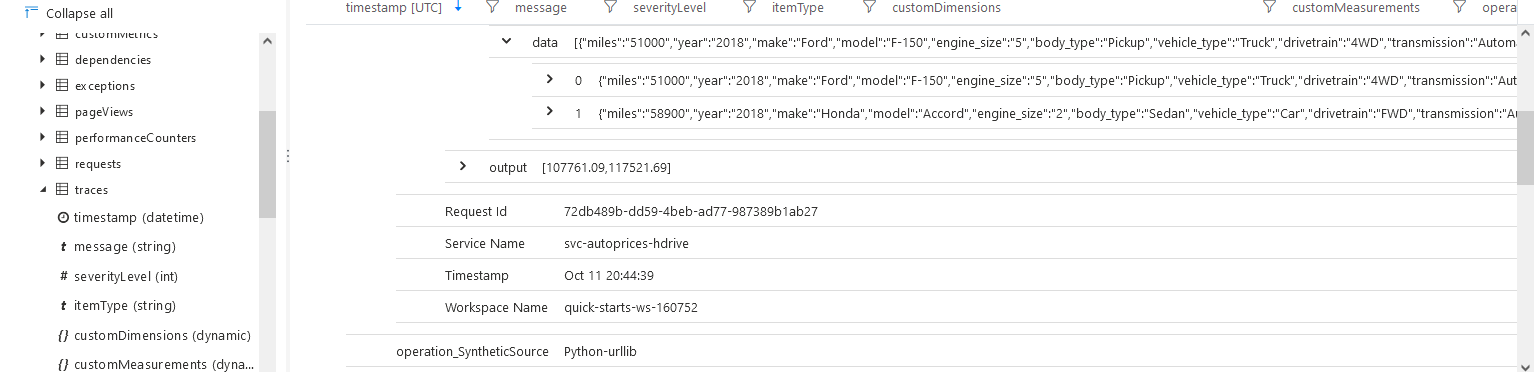 Collapse all
customMetrics
dependencies
exceptions
pageViews
performanceCounters
requests
traces
timestamp (datetime)
message (string)
severityLevel (int)
itemType (string)
customDimensions (dynamic)
customMeasurements (dyna...
timestamp [UTC] message severityLevel itemType customDimensions customMeasurements opera
data [{"miles":"51000","year":"2018","make":"Ford","model":"F-150","engine_size":"5","body_type":"Pickup","vehicle_type":"Truck","drivetrain":"4WD","transmission":"Autom
0 {"miles":"51000","year":"2018","make":"Ford","model":"F-150","engine_size":"5","body_type":"Pickup","vehicle_type":"Truck","drivetrain":"4WD","transmission":"Aut
1 {"miles":"58900","year":"2018","make":"Honda","model":"Accord","engine_size":"2","body_type":"Sedan","vehicle_type":"Car","drivetrain":"FWD","transmission":"Au
output [107761.09,117521.69]
Request Id 72db489b-dd59-4beb-ad77-987389b1ab27
Service Name svc-autoprices-hdrive
Timestamp Oct 11 20:44:39
Workspace Name quick-starts-ws-160752
operation_SyntheticSource Python-urllib